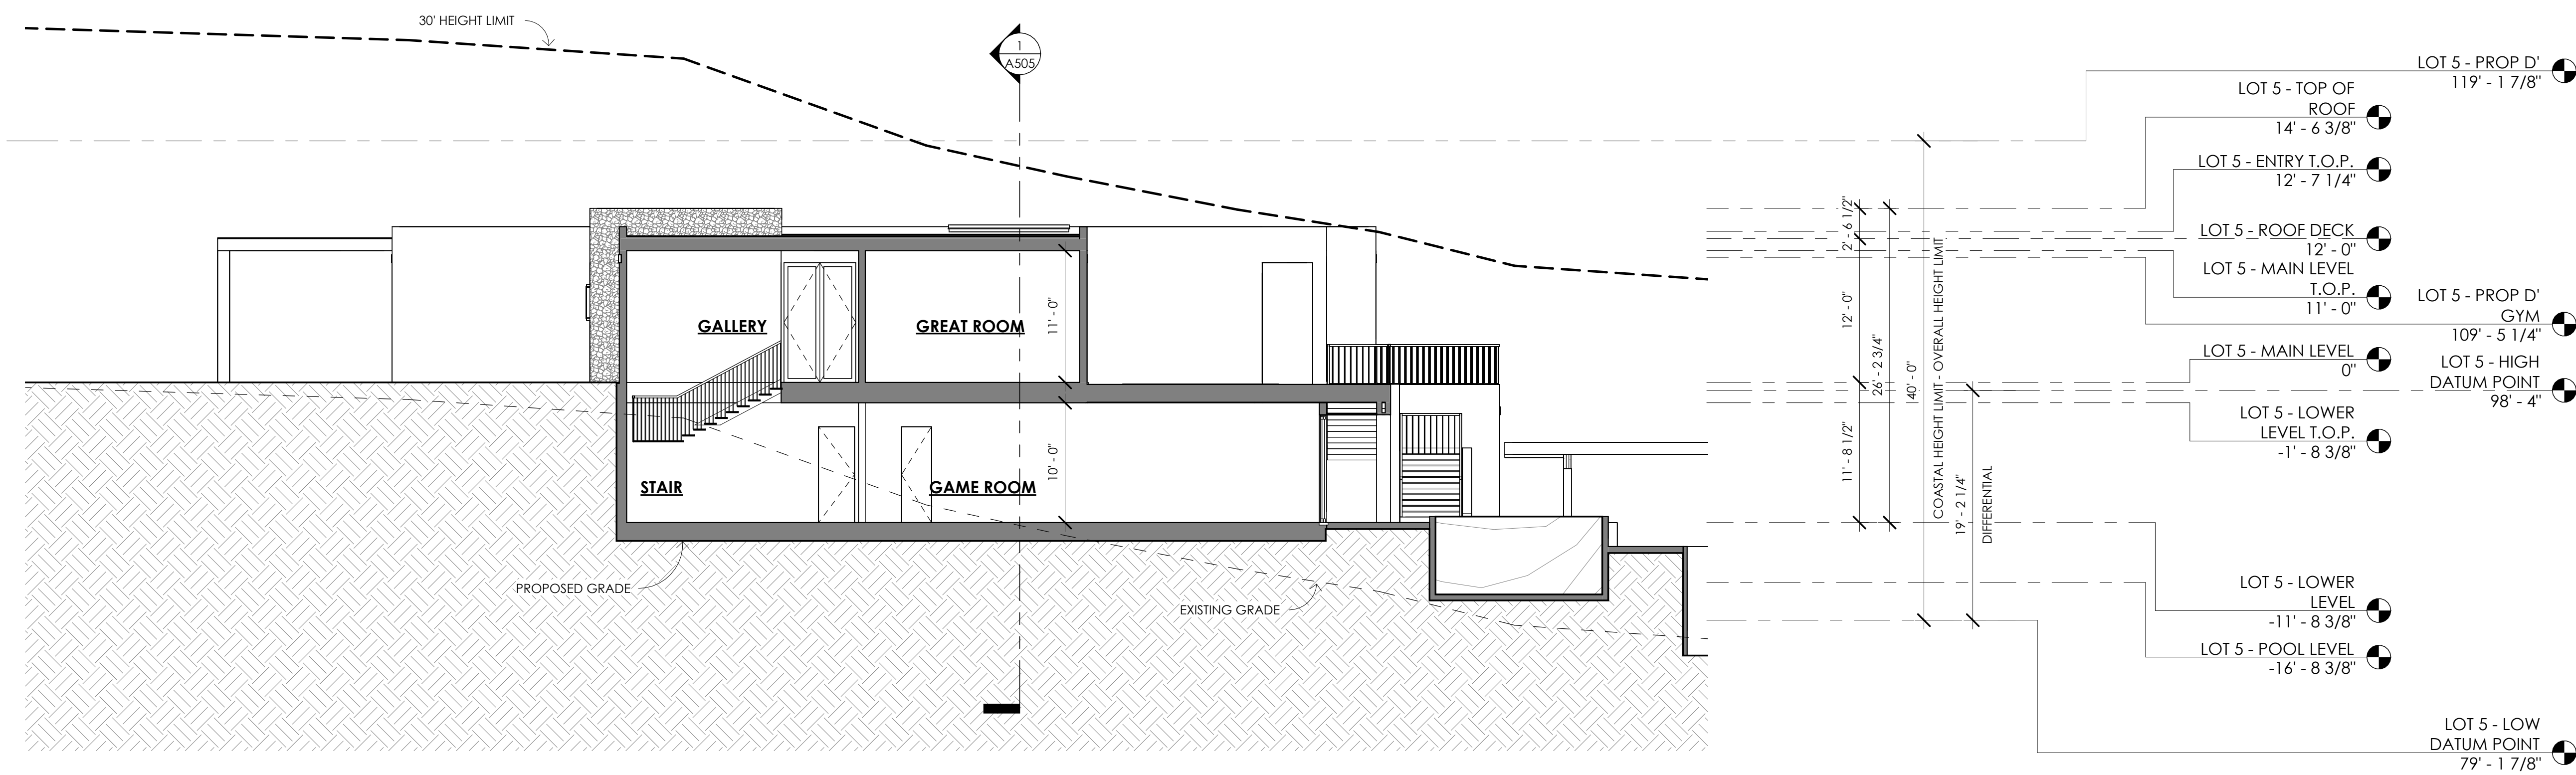 30' HEIGHT LIMIT
1
A505
LOT 5 - PROP D'
119' - 1 7/8"
LOT 5 - TOP OF
ROOF
14' - 6 3/8"
LOT 5 - ENTRY T.O.P.
12' - 7 1/4"
LOT 5 - ROOF DECK
12' - 0"
LOT 5 - MAIN LEVEL
T.O.P.
11' - 0"
LOT 5 - PROP D'
GYM
109' - 5 1/4"
LOT 5 - MAIN LEVEL
0"
LOT 5 - HIGH
DATUM POINT
98' - 4"
LOT 5 - LOWER
LEVEL T.O.P.
-1' - 8 3/8"
LOT 5 - LOWER
LEVEL
-11' - 8 3/8"
LOT 5 - POOL LEVEL
-16' - 8 3/8"
LOT 5 - LOW
DATUM POINT
79' - 1 7/8"
2' - 6 1/2"
12' - 0"
11' - 8 1/2"
26' - 2 3/4"
40' - 0"
COASTAL HEIGHT LIMIT - OVERALL HEIGHT LIMIT
19' - 2 1/4"
DIFFERENTIAL
GALLERY
GREAT ROOM
11' - 0"
STAIR
GAME ROOM
10' - 0"
PROPOSED GRADE
EXISTING GRADE